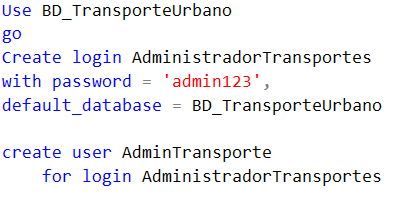 Use BD_TransporteUrbano
go
Create login AdministradorTransportes
with password = 'admin123',
default_database = BD_TransporteUrbano
create user AdminTransporte
for login AdministradorTransportes